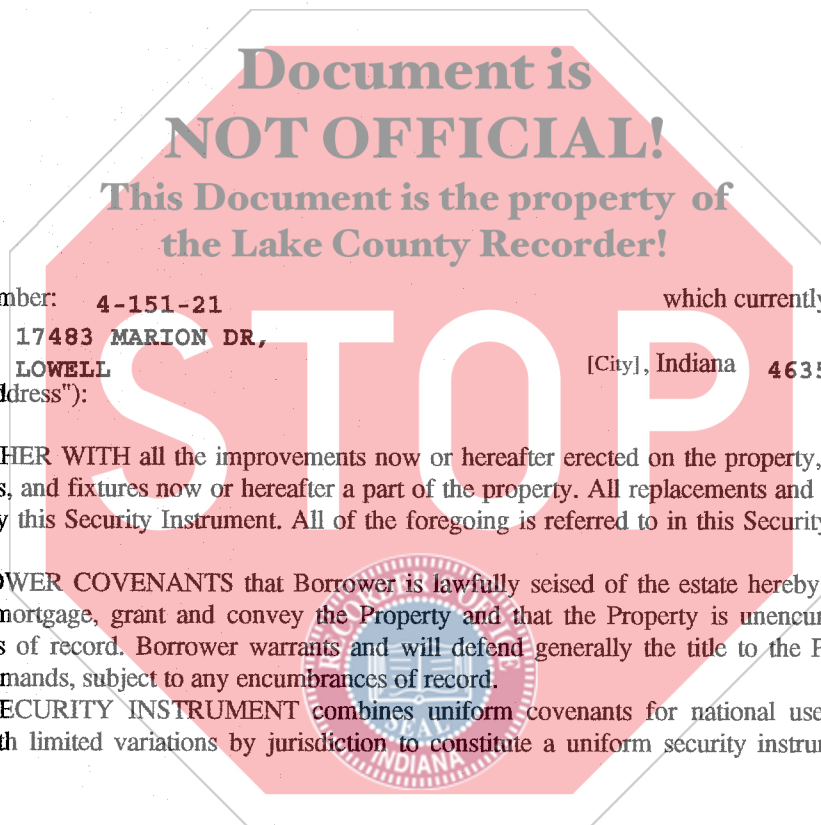 Document is
NOT OFFICIAL!
This Document is the property of
the Lake County Recorder!
mber: 4-151-21 which currently
17483 MARION DR,
LOWELL [City], Indiana 4635
ddress"):
STOP
HER WITH all the improvements now or hereafter erected on the property,
s, and fixtures now or hereafter a part of the property. All replacements and
y this Security Instrument. All of the foregoing is referred to in this Security
OWER COVENANTS that Borrower is lawfully seised of the estate hereby
mortgage, grant and convey the Property and that the Property is unencum
s of record. Borrower warrants and will defend generally the title to the P
mands, subject to any encumbrances of record.
ECURITY INSTRUMENT combines uniform covenants for national use
th limited variations by jurisdiction to constitute a uniform security instrum
RECORDER'S OFFICE
SEAL
INDIANA